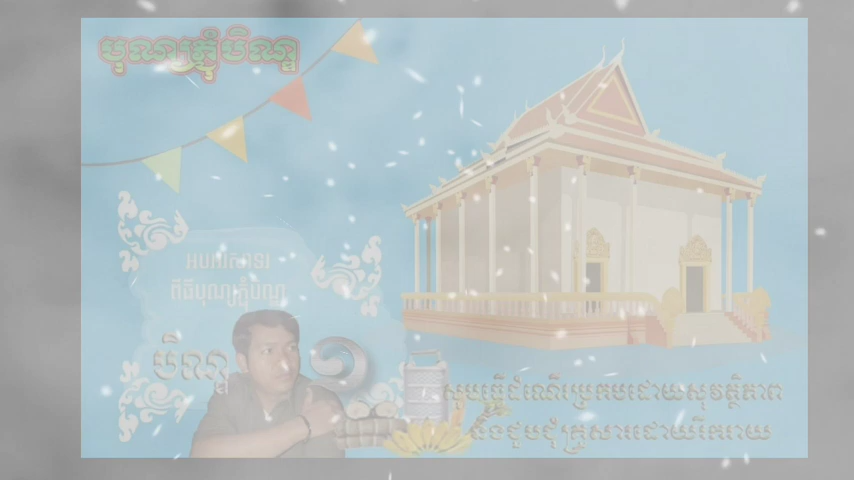 បុណ្យភ្ជុំបិណ្ឌ
អបអរសាទរ
ពិធីបុណ្យភ្ជុំបិណ្ឌ
បិណ្ឌ ១
សូមធ្វើដំណើរប្រកបដោយសុវត្ថិភាព
និងជួបជុំគ្រួសារដោយរីករាយ